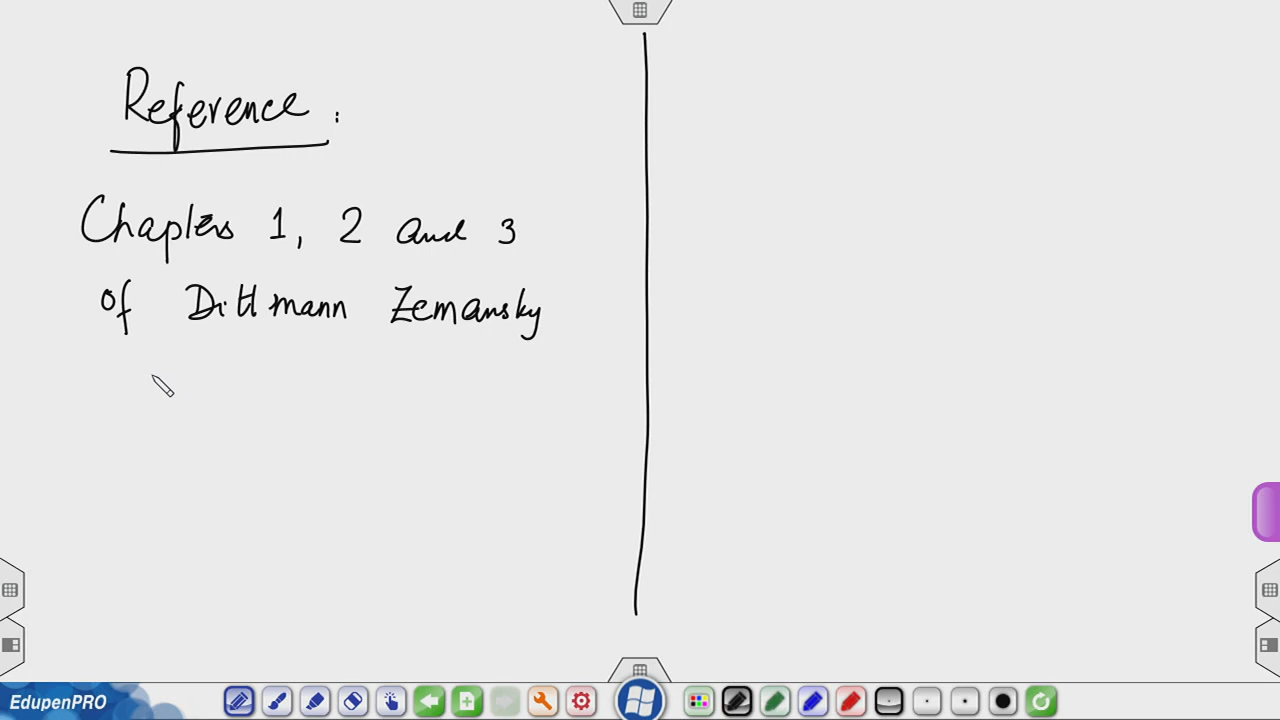 Reference :
Chapters 1, 2 and 3
of Dittmann Zemansky
EdupenPRO